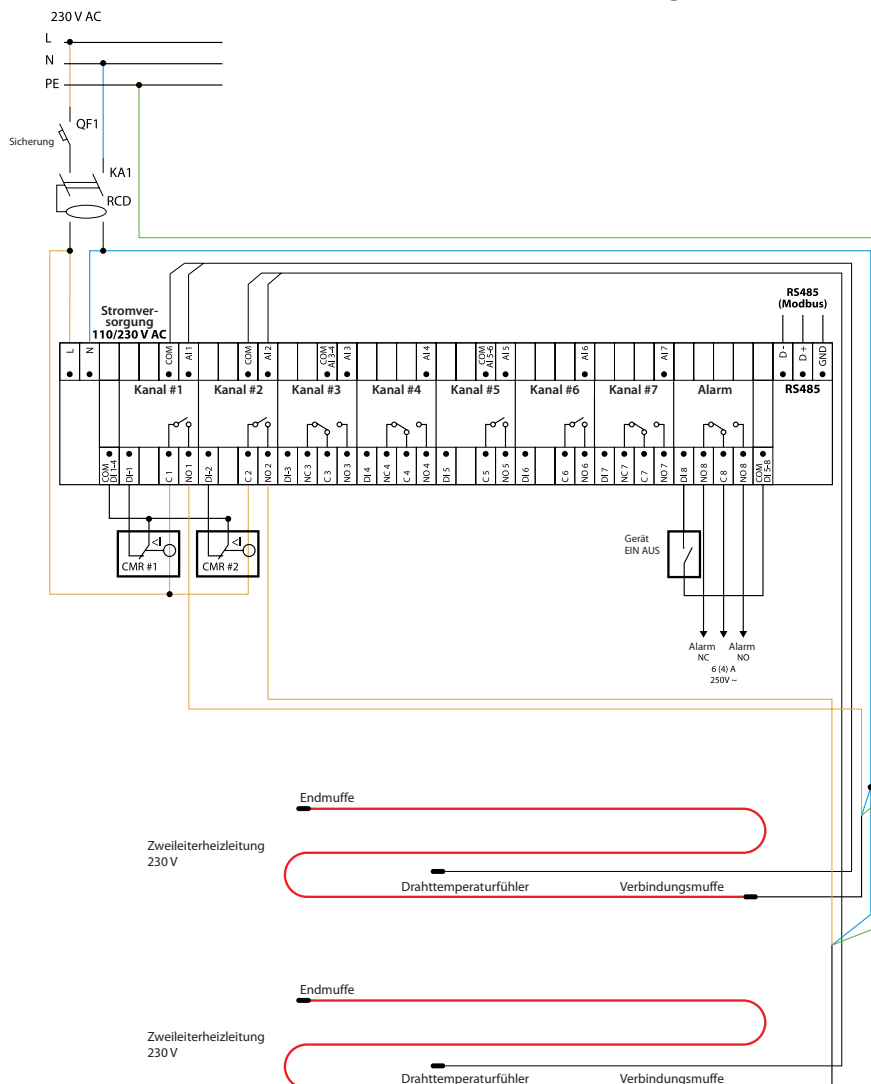 230 V AC
L
N
PE
QF1
Sicherung
KA1
RCD
Stromver-
sorgung
110/230 V AC
RS485
(Modbus)
L
N
COM
AI 1
COM
AI 2
COM
AI 3-4
AI 3
AI 4
COM
AI 5-6
AI 5
AI 6
AI 7
D -
D +
GND
Kanal #1
Kanal #2
Kanal #3
Kanal #4
Kanal #5
Kanal #6
Kanal #7
Alarm
RS485
COM
DI 1-4
DI-1
C 1
NO 1
DI-2
C 2
NO 2
DI-3
NC 3
C 3
NO 3
DI 4
NC 4
C 4
NO 4
DI 5
C 5
NO 5
DI 6
C 6
NO 6
DI 7
NC 7
C 7
NO 7
DI 8
NO 8
C 8
NO 8
COM
DI 5-8
CMR #1
CMR #2
Gerät
EIN AUS
Alarm
NC
Alarm
NO
6 (4) A
250V ~
Endmuffe
Zweileiterheizleitung
230 V
Drahttemperaturfühler
Verbindungsmuffe
Endmuffe
Zweileiterheizleitung
230 V
Drahttemperaturfühler
Verbindungsmuffe